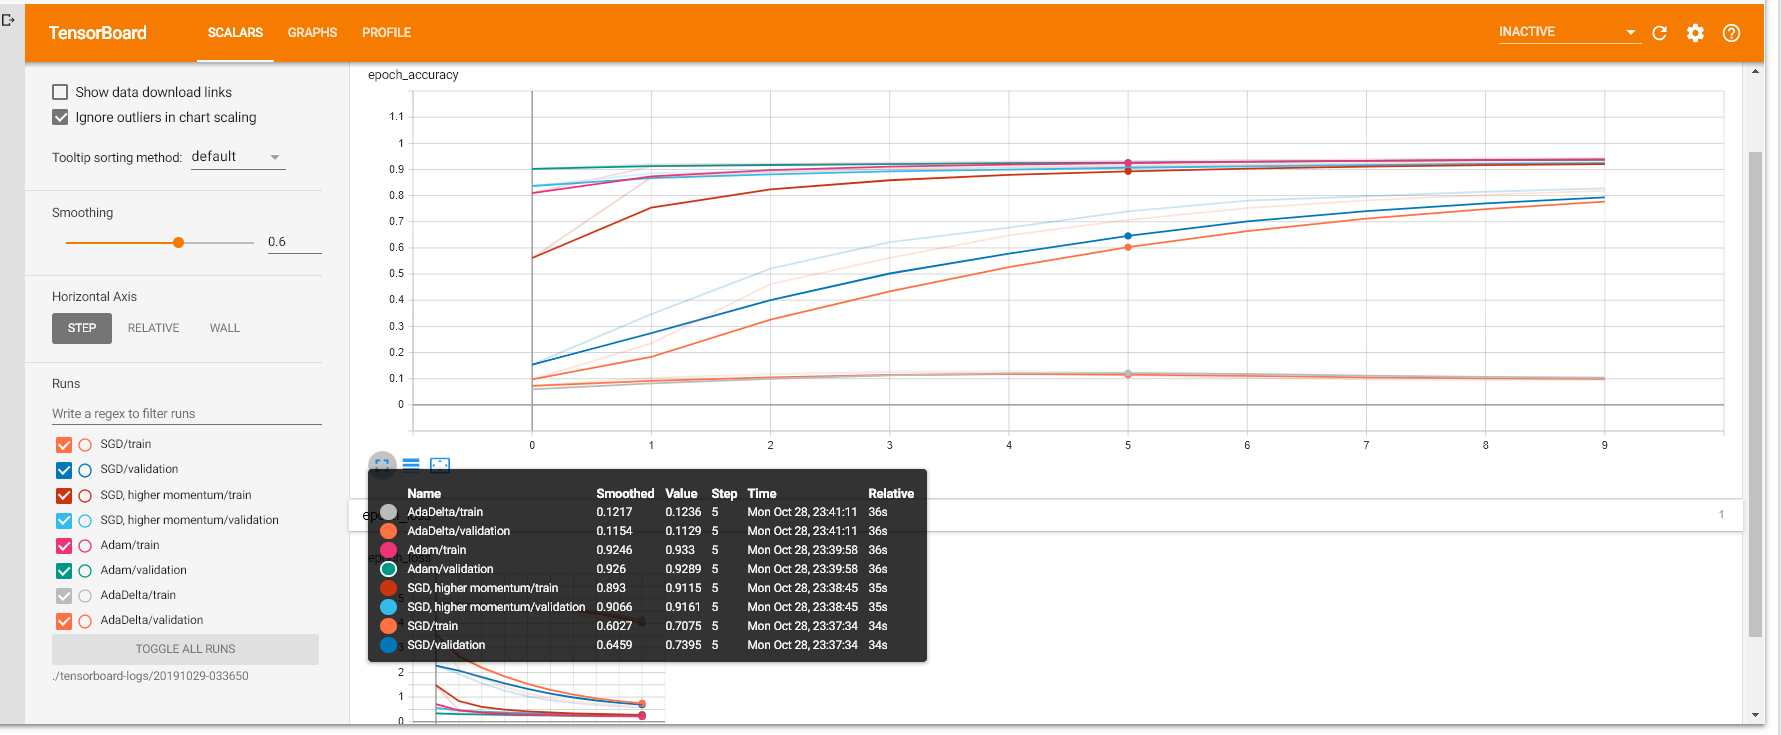 TensorBoard SCALARS GRAPHS PROFILE INACTIVE
Show data download links
Ignore outliers in chart scaling
Tooltip sorting method: default
Smoothing
0.6
Horizontal Axis
STEP RELATIVE WALL
Runs
Write a regex to filter runs
SGD/train
SGD/validation
SGD, higher momentum/train
SGD, higher momentum/validation
Adam/train
Adam/validation
AdaDelta/train
AdaDelta/validation
TOGGLE ALL RUNS
./tensorboard-logs/20191029-033650
epoch_accuracy
1.1
1
0.9
0.8
0.7
0.6
0.5
0.4
0.3
0.2
0.1
0
0 1 2 3 4 5 6 7 8 9
epoch_loss 1
epoch_loss
Name Smoothed Value Step Time Relative
AdaDelta/train 0.1217 0.1236 5 Mon Oct 28, 23:41:11 36s
AdaDelta/validation 0.1154 0.1129 5 Mon Oct 28, 23:41:11 36s
Adam/train 0.9246 0.933 5 Mon Oct 28, 23:39:58 36s
Adam/validation 0.926 0.9289 5 Mon Oct 28, 23:39:58 36s
SGD, higher momentum/train 0.893 0.9115 5 Mon Oct 28, 23:38:45 35s
SGD, higher momentum/validation 0.9066 0.9161 5 Mon Oct 28, 23:38:45 35s
SGD/train 0.6027 0.7075 5 Mon Oct 28, 23:37:34 34s
SGD/validation 0.6459 0.7395 5 Mon Oct 28, 23:37:34 34s
2
1
0